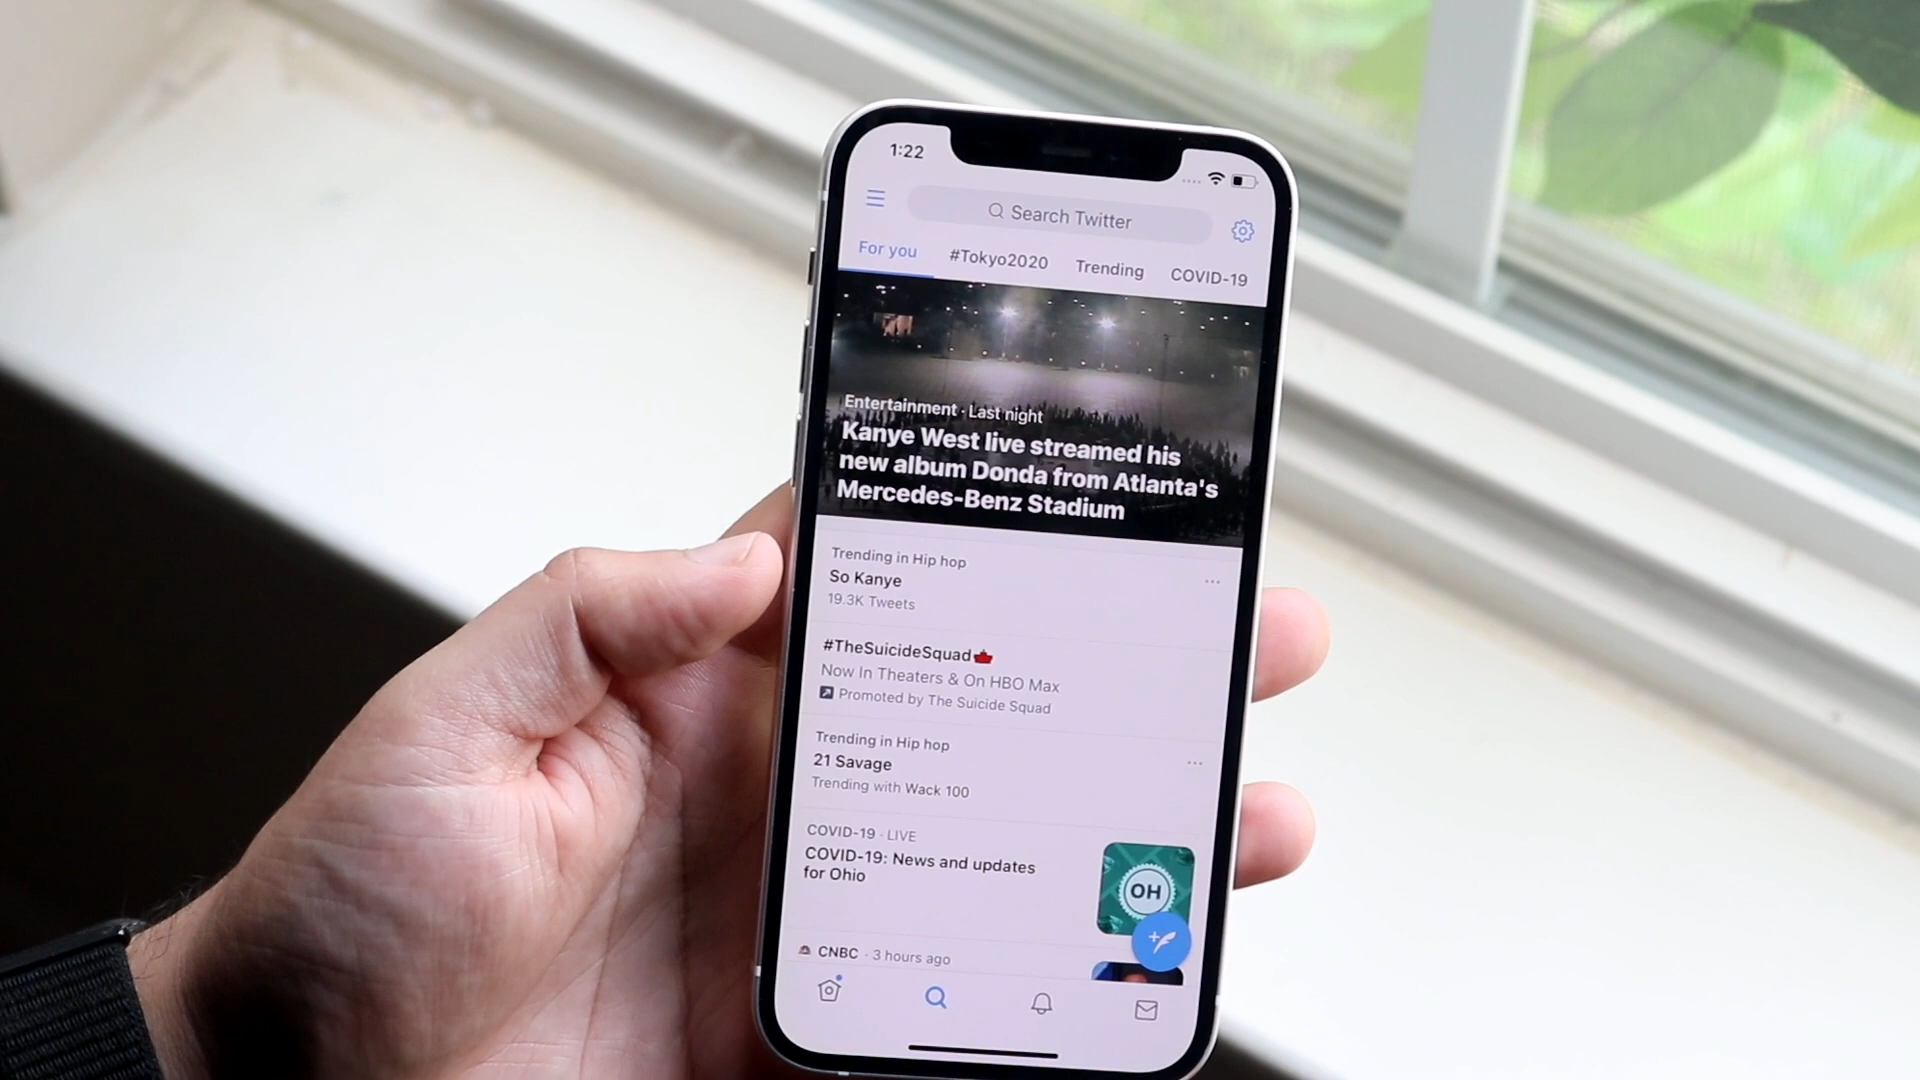 1:22
Search Twitter
For you #Tokyo2020 Trending COVID-19
Entertainment · Last night
Kanye West live streamed his
new album Donda from Atlanta's
Mercedes-Benz Stadium
Trending in Hip hop
So Kanye
19.3K Tweets
#TheSuicideSquad
Now In Theaters & On HBO Max
Promoted by The Suicide Squad
Trending in Hip hop
21 Savage
Trending with Wack 100
COVID-19 · LIVE
COVID-19: News and updates
for Ohio
OH
CNBC · 3 hours ago